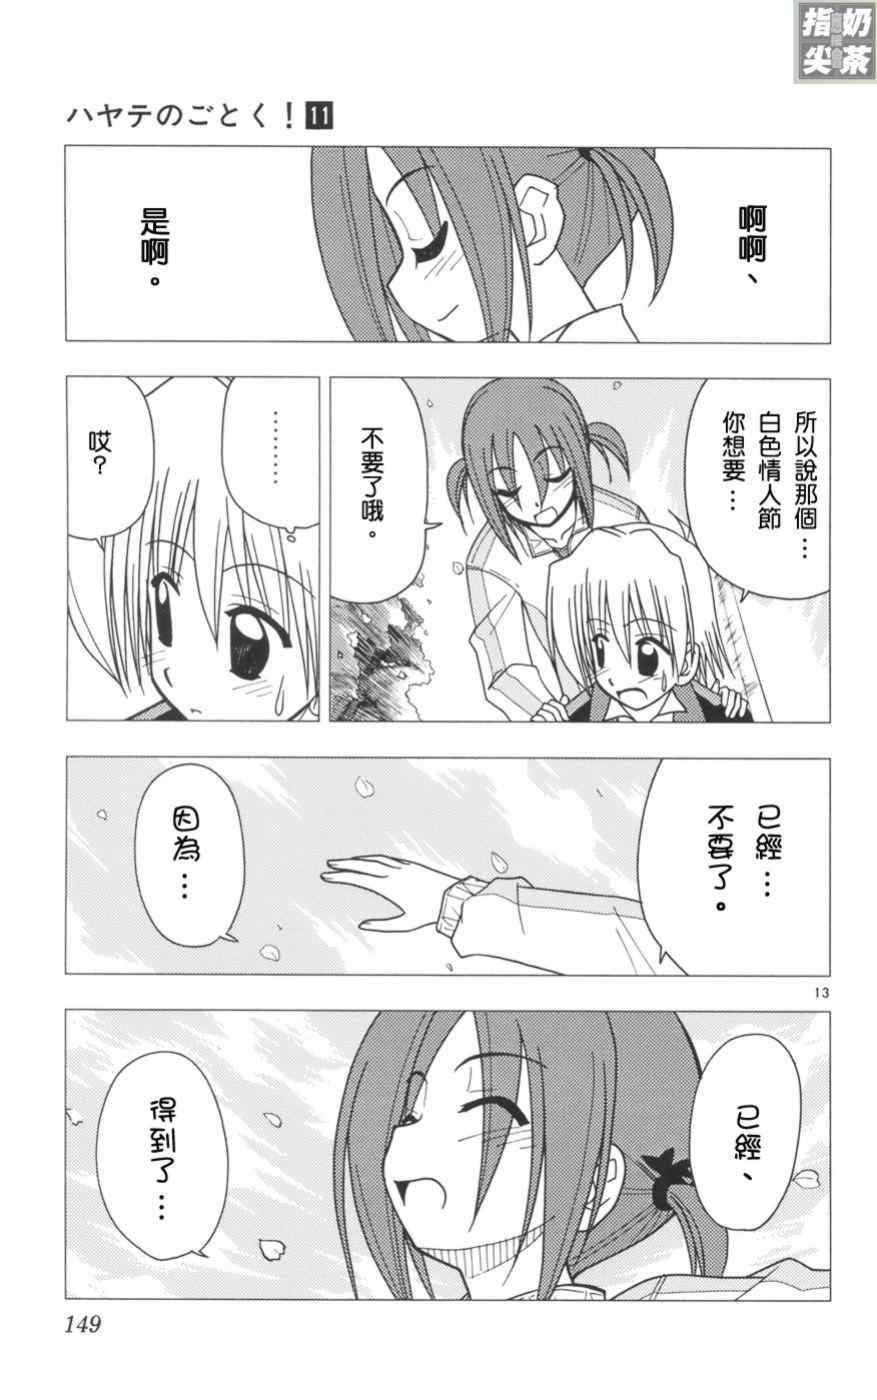 指奶
尖茶
ハヤテのごとく！11
啊啊、
是啊。
所以說那個…
白色情人節
你想要…
不要了哦。
………
哎？
已經…
不要了。
因為…
13
已經、
得到了…
149